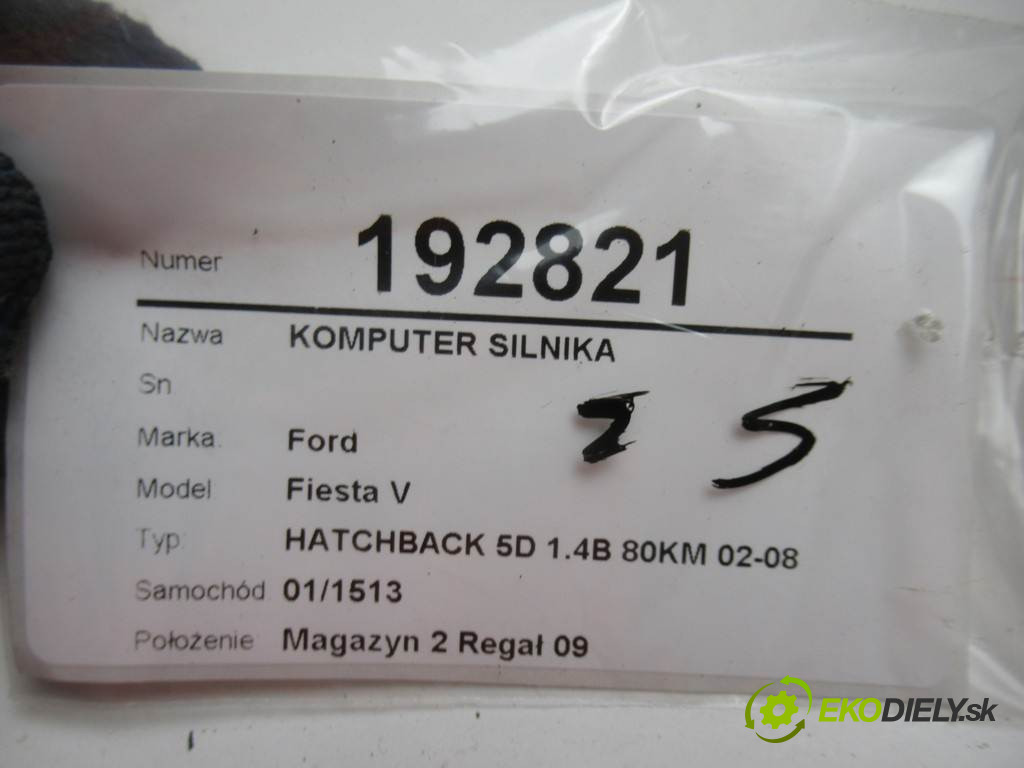 Numer 192821
Nazwa KOMPUTER SILNIKA
Sn
Marka Ford
Model Fiesta V
Typ HATCHBACK 5D 1.4B 80KM 02-08
Samochód 01/1513
Położenie Magazyn 2 Regał 09
EKODIELY.sk